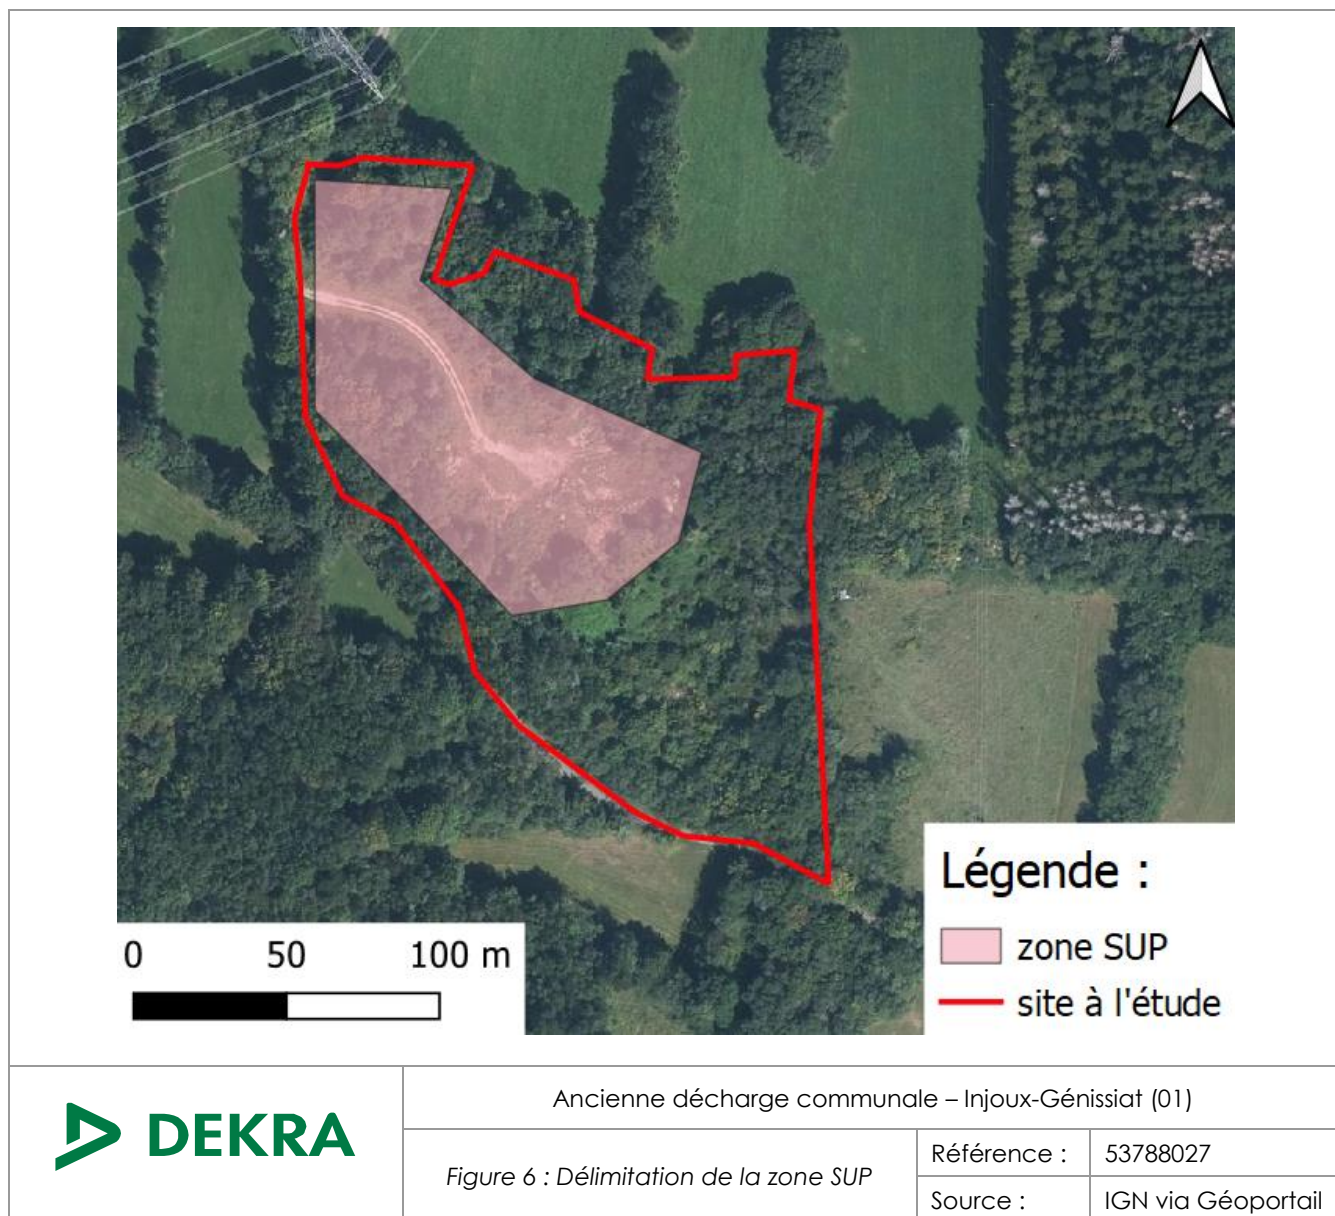 0 50 100 m
Légende :
zone SUP
site à l'étude
DEKRA
Ancienne décharge communale – Injoux-Génissiat (01)
Figure 6 : Délimitation de la zone SUP
Référence : 53788027
Source : IGN via Géoportail